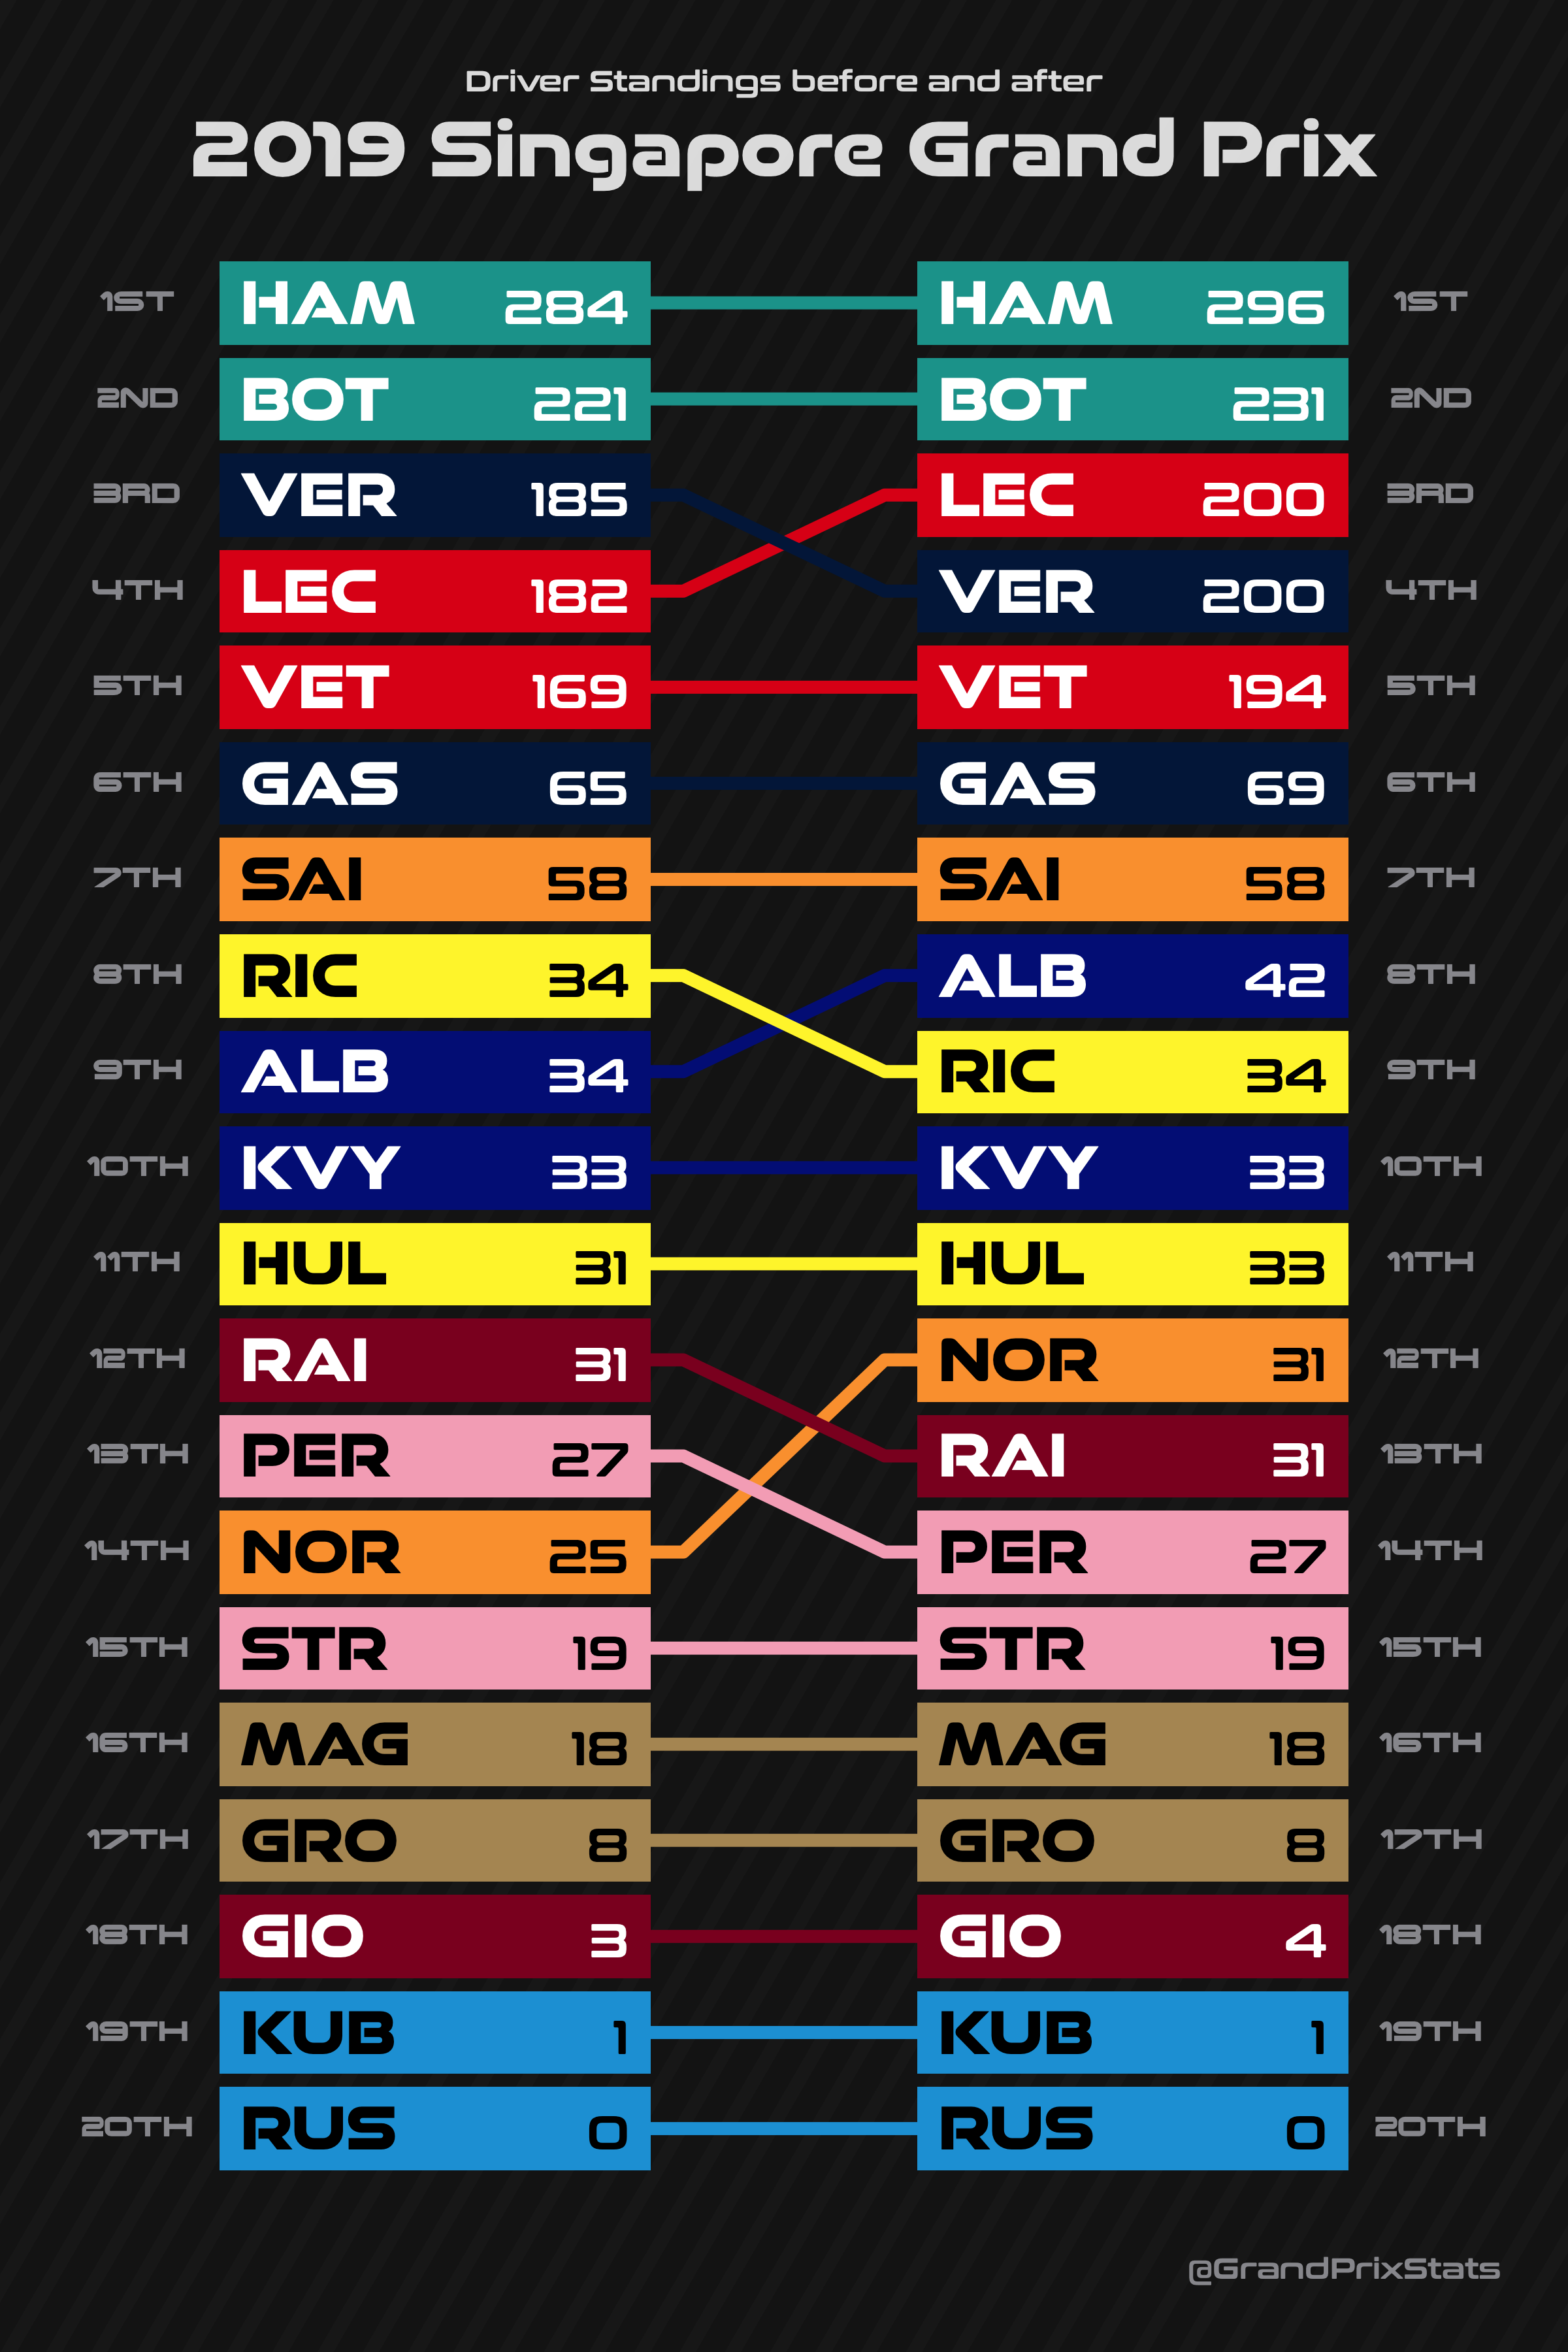 Driver Standings before and after
2019 Singapore Grand Prix
1ST HAM 284 HAM 296 1ST
2ND BOT 221 BOT 231 2ND
3RD VER 185 LEC 200 3RD
4TH LEC 182 VER 200 4TH
5TH VET 169 VET 194 5TH
6TH GAS 65 GAS 69 6TH
7TH SAI 58 SAI 58 7TH
8TH RIC 34 ALB 42 8TH
9TH ALB 34 RIC 34 9TH
10TH KVY 33 KVY 33 10TH
11TH HUL 31 HUL 33 11TH
12TH RAI 31 NOR 31 12TH
13TH PER 27 RAI 31 13TH
14TH NOR 25 PER 27 14TH
15TH STR 19 STR 19 15TH
16TH MAG 18 MAG 18 16TH
17TH GRO 8 GRO 8 17TH
18TH GIO 3 GIO 4 18TH
19TH KUB 1 KUB 1 19TH
20TH RUS 0 RUS 0 20TH
@GrandPrixStats